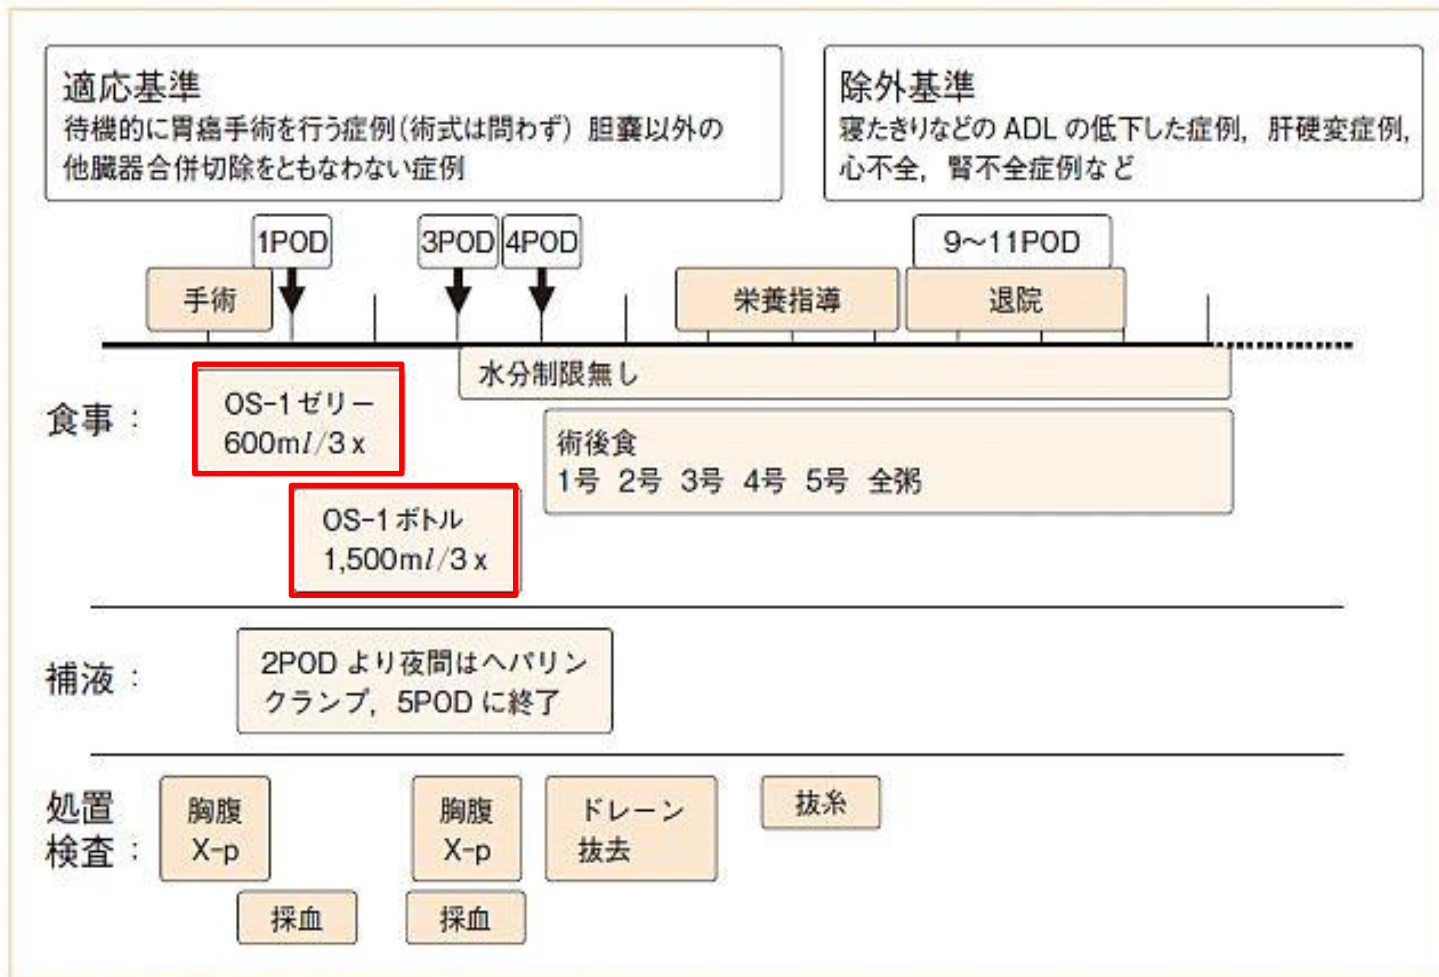 適応基準
待機的に胃癌手術を行う症例(術式は問わず) 胆嚢以外の
他臓器合併切除をともなわない症例
除外基準
寝たきりなどの ADL の低下した症例, 肝硬変症例,
心不全, 腎不全症例など
1POD
3POD
4POD
9〜11POD
手術
栄養指導
退院
食事:
水分制限無し
OS-1ゼリー
600ml/3x
術後食
1号 2号 3号 4号 5号 全粥
OS-1ボトル
1,500ml/3x
補液:
2POD より夜間はヘパリン
クランプ, 5POD に終了
処置
検査:
胸腹
X-p
胸腹
X-p
ドレーン
抜去
抜糸
採血
採血